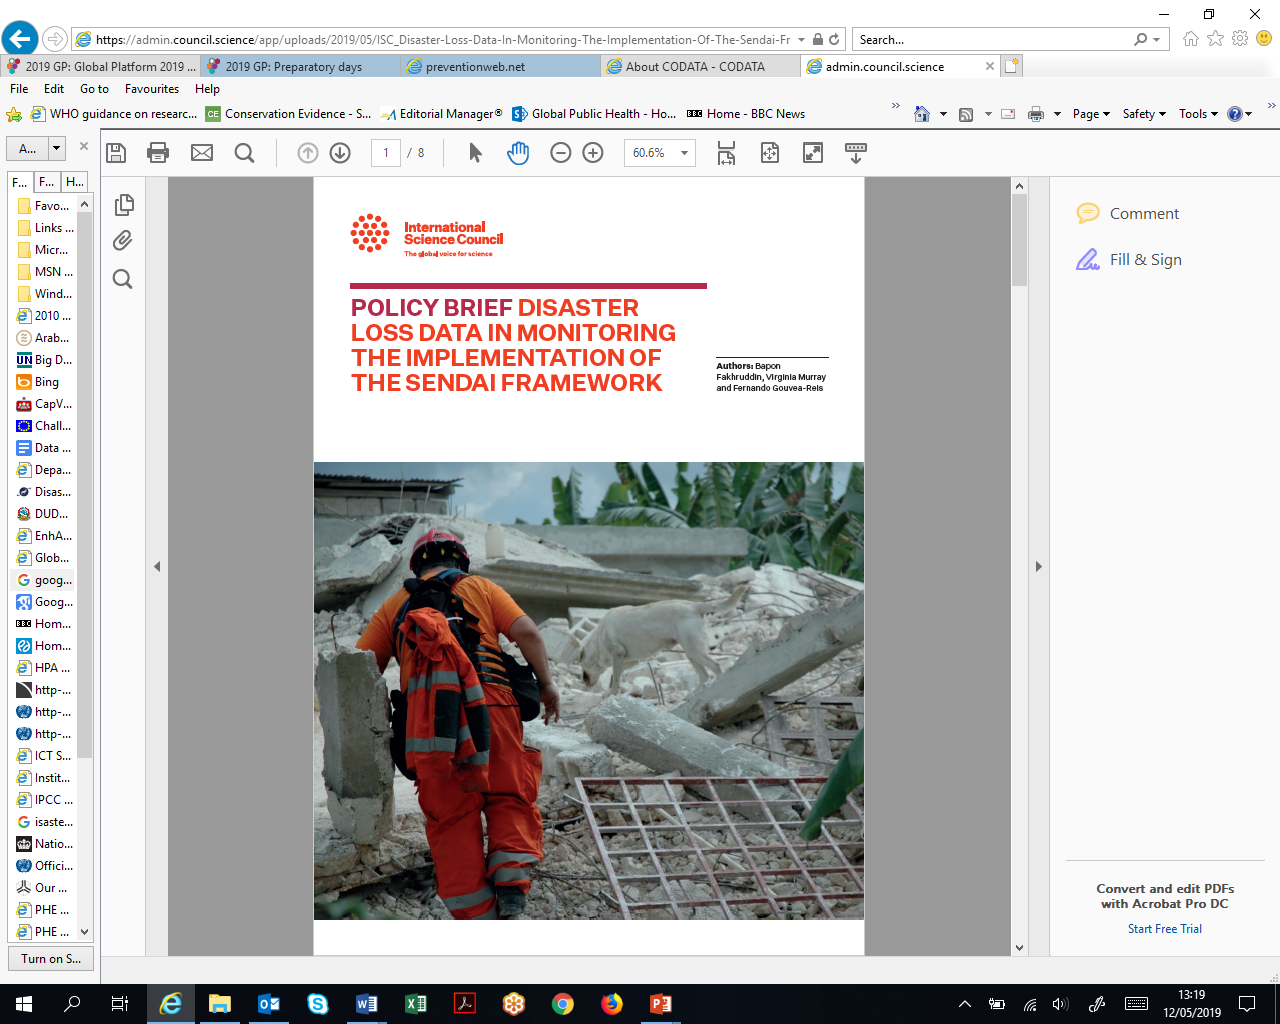 https://admin.council.science/app/uploads/2019/05/ISC_Disaster-Loss-Data-In-Monitoring-The-Implementation-Of-The-Sendai-Fr
Search...
2019 GP: Global Platform 2019 ...
2019 GP: Preparatory days
preventionweb.net
About CODATA - CODATA
admin.council.science
File Edit Go to Favourites Help
WHO guidance on researc...
CE Conservation Evidence - S...
Editorial Manager®
Global Public Health - Ho...
BBC Home - BBC News
Page Safety Tools
A...
1 / 8
60.6%
F... F... H...
Favo...
Links ...
Micr...
MSN ...
Wind...
2010 ...
Arab...
UN Big D...
Bing
CapV...
Chall...
Data ...
Depa...
Disas...
DUD...
EnhA...
Glob...
goog...
Goog...
BBC Hom...
Hom...
HPA ...
http-...
http-...
http-...
ICT S...
Instit...
IPCC ...
isaste...
Natio...
Offici...
Our ...
PHE ...
PHE ...
Turn on S...
International
Science Council
The global voice for science
POLICY BRIEF DISASTER
LOSS DATA IN MONITORING
THE IMPLEMENTATION OF
THE SENDAI FRAMEWORK
Authors: Bapon
Fakhruddin, Virginia Murray
and Fernando Gouvea-Reis
Comment
Fill & Sign
Convert and edit PDFs
with Acrobat Pro DC
Start Free Trial
13:19
12/05/2019